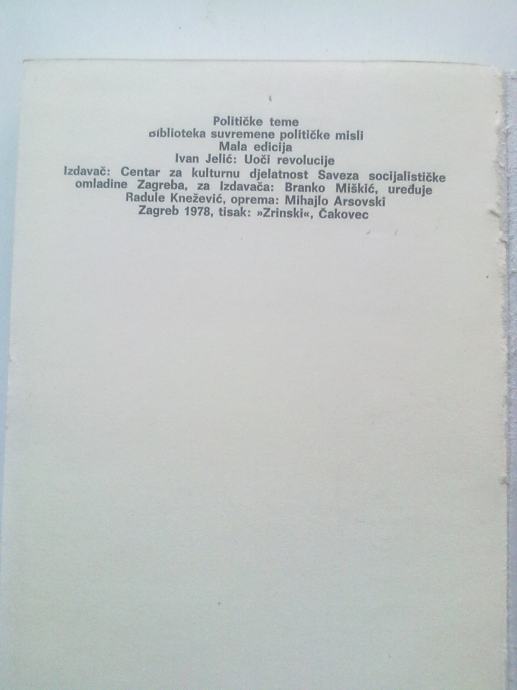 Političke teme
Biblioteka suvremene političke misli
Mala edicija
Ivan Jelić: Uoči revolucije
Izdavač: Centar za kulturnu djelatnost Saveza socijalističke
omladine Zagreba, za Izdavača: Branko Miškić, uređuje
Radule Knežević, oprema: Mihajlo Arsovski
Zagreb 1978, tisak: »Zrinski«, Čakovec